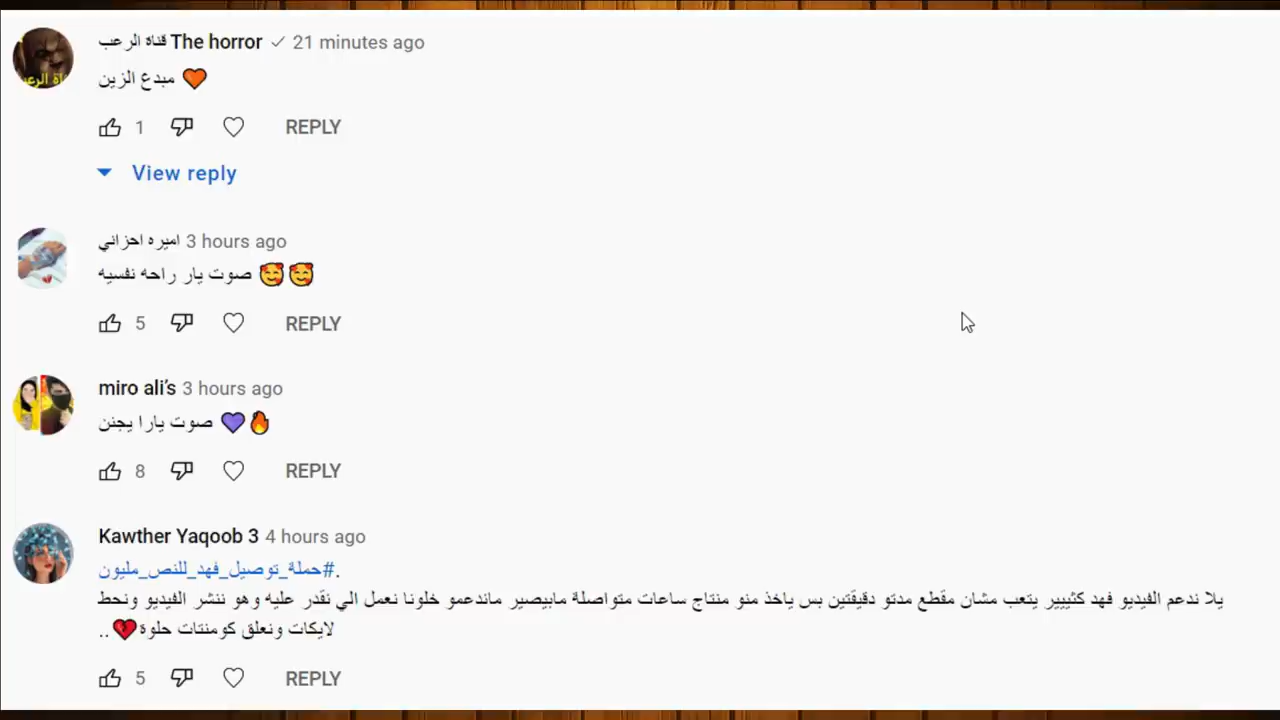 قناة الرعب The horror 21 minutes ago
مبدع الزين 🧡
1 REPLY
View reply
اميره احزاني 3 hours ago
صوت يار راحه نفسيه 🥰🥰
5 REPLY
miro ali's 3 hours ago
صوت يارا يجنن 💜🔥
8 REPLY
Kawther Yaqoob 3 4 hours ago
#حملة_توصيل_فهد_للنص_مليون.
يلا ندعم الفيديو فهد كثييير يتعب مشان مقطع مدتو دقيقتين بس ياخذ منو منتاج ساعات متواصلة مابيصير ماندعمو خلونا نعمل الي نقدر عليه وهو ننشر الفيديو ونحط
لايكات ونعلق كومنتات حلوة💔..
5 REPLY